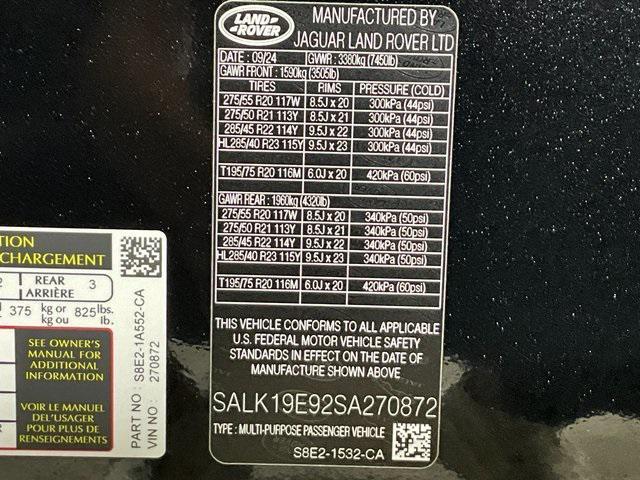 LAND
ROVER
MANUFACTURED BY
JAGUAR LAND ROVER LTD
DATE : 09/24 GVWR : 3380kg (7450lb)
GAWR FRONT : 1590kg (3505lb)
TIRES RIMS PRESSURE (COLD)
275/55 R20 117W 8.5J x 20 300kPa (44psi)
275/50 R21 113Y 8.5J x 21 300kPa (44psi)
285/45 R22 114Y 9.5J x 22 300kPa (44psi)
HL285/40 R23 115Y 9.5J x 23 300kPa (44psi)
T195/75 R20 116M 6.0J x 20 420kPa (60psi)
GAWR REAR : 1960kg (4320lb)
275/55 R20 117W 8.5J x 20 340kPa (50psi)
275/50 R21 113Y 8.5J x 21 340kPa (50psi)
285/45 R22 114Y 9.5J x 22 340kPa (50psi)
HL285/40 R23 115Y 9.5J x 23 340kPa (50psi)
T195/75 R20 116M 6.0J x 20 420kPa (60psi)
THIS VEHICLE CONFORMS TO ALL APPLICABLE
U.S. FEDERAL MOTOR VEHICLE SAFETY
STANDARDS IN EFFECT ON THE DATE OF
MANUFACTURE SHOWN ABOVE
SALK19E92SA270872
TYPE : MULTI-PURPOSE PASSENGER VEHICLE
S8E2-1532-CA
TION
CHARGEMENT
2 REAR 3
ARRIÈRE
375 kg or 825 lbs.
kg ou lb.
SEE OWNER'S
MANUAL FOR
ADDITIONAL
INFORMATION
VOIR LE MANUEL
DEL'USAGER
POUR PLUS DE
RENSEIGNEMENTS
PART NO : S8E2-1A552-CA
VIN NO : 270872